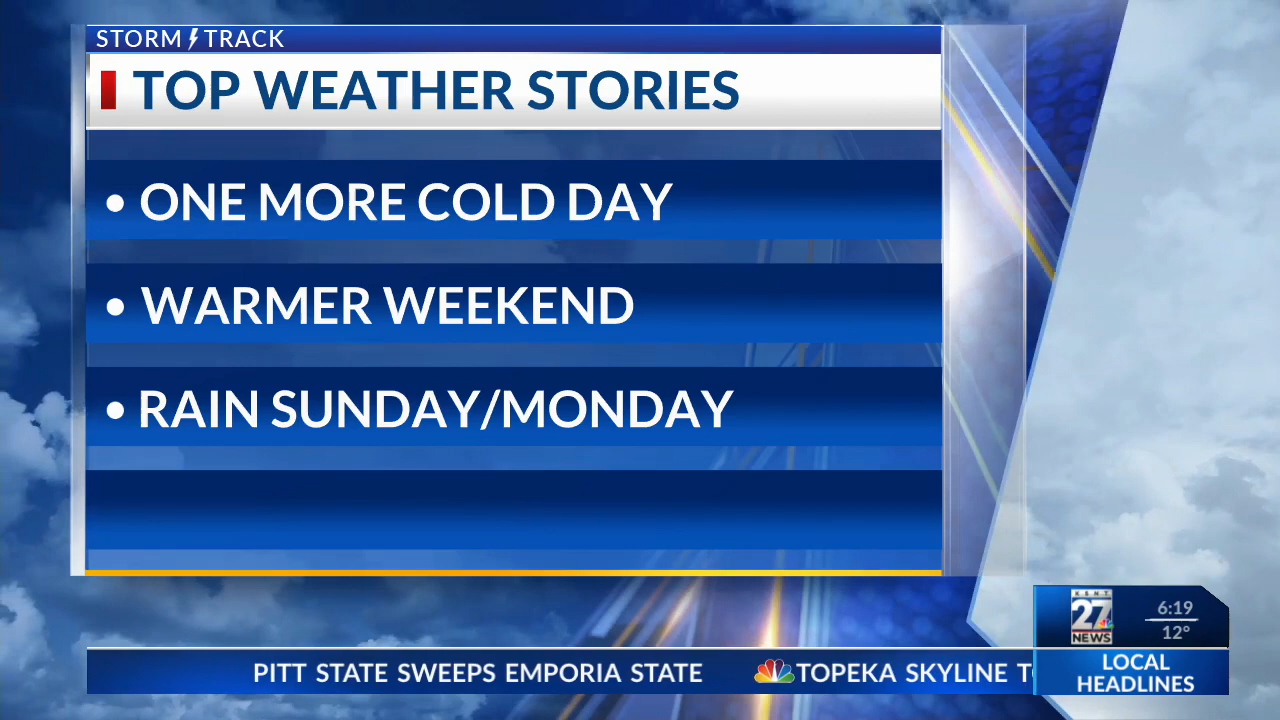 STORM TRACK
TOP WEATHER STORIES
• ONE MORE COLD DAY
• WARMER WEEKEND
• RAIN SUNDAY/MONDAY
KSNT
27
NEWS
6:19
12°
PITT STATE SWEEPS EMPORIA STATE
TOPEKA SKYLINE
LOCAL
HEADLINES